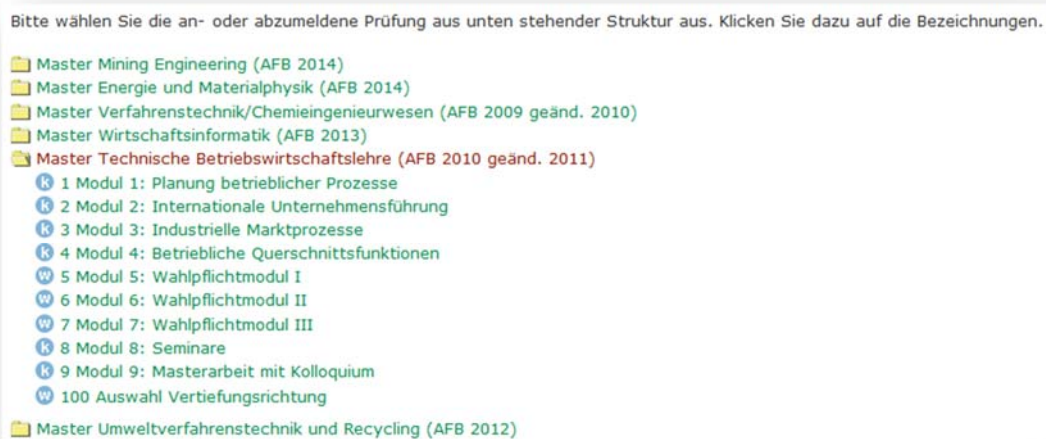 Bitte wählen Sie die an- oder abzumeldene Prüfung aus unten stehender Struktur aus. Klicken Sie dazu auf die Bezeichnungen.
Master Mining Engineering (AFB 2014)
Master Energie und Materialphysik (AFB 2014)
Master Verfahrenstechnik/Chemieingenieurwesen (AFB 2009 geänd. 2010)
Master Wirtschaftsinformatik (AFB 2013)
Master Technische Betriebswirtschaftslehre (AFB 2010 geänd. 2011)
k 1 Modul 1: Planung betrieblicher Prozesse
k 2 Modul 2: Internationale Unternehmensführung
k 3 Modul 3: Industrielle Marktprozesse
k 4 Modul 4: Betriebliche Querschnittsfunktionen
w 5 Modul 5: Wahlpflichtmodul I
w 6 Modul 6: Wahlpflichtmodul II
w 7 Modul 7: Wahlpflichtmodul III
k 8 Modul 8: Seminare
k 9 Modul 9: Masterarbeit mit Kolloquium
w 100 Auswahl Vertiefungsrichtung
Master Umweltverfahrenstechnik und Recycling (AFB 2012)